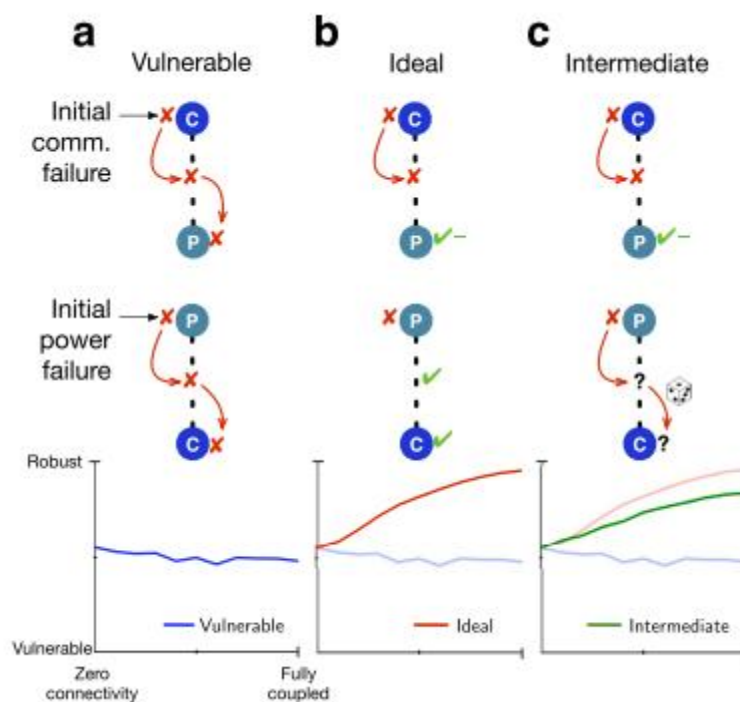 a b c
Vulnerable Ideal Intermediate
Initial C C C
comm.
failure
P P P
Initial P P P
power
failure
?
C C C ?
Robust
Vulnerable Ideal Intermediate
Vulnerable
Zero Fully
connectivity coupled